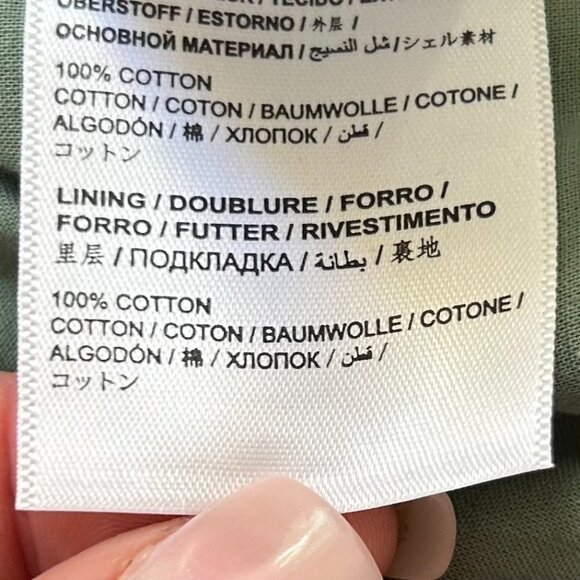 OBERSTOFF / ESTORNO / 外层 /
ОСНОВНОЙ МАТЕРИАЛ / شل النسيج / シェル素材
100% COTTON
COTTON / COTON / BAUMWOLLE / COTONE /
ALGODÓN / 棉 / ХЛОПОК / قطن /
コットン
LINING / DOUBLURE / FORRO /
FORRO / FUTTER / RIVESTIMENTO
里层 / ПОДКЛАДКА / بطانة / 裏地
100% COTTON
COTTON / COTON / BAUMWOLLE / COTONE /
ALGODÓN / 棉 / ХЛОПОК / قطن /
コットン